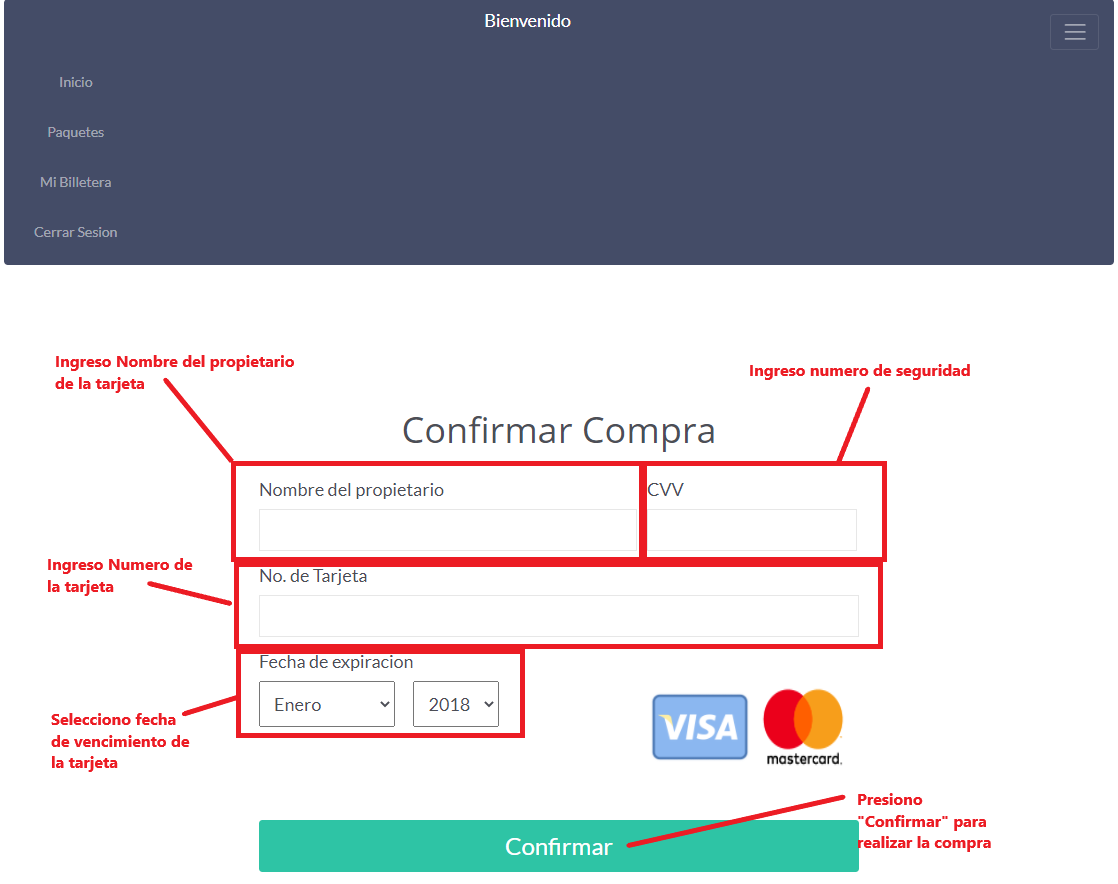 Bienvenido
Inicio
Paquetes
Mi Billetera
Cerrar Sesion
Ingreso Nombre del propietario
de la tarjeta
Ingreso numero de seguridad
Confirmar Compra
Nombre del propietario
CVV
Ingreso Numero de
la tarjeta
No. de Tarjeta
Fecha de expiracion
Enero
2018
Selecciono fecha
de vencimiento de
la tarjeta
VISA
mastercard.
Presiono
"Confirmar" para
realizar la compra
Confirmar